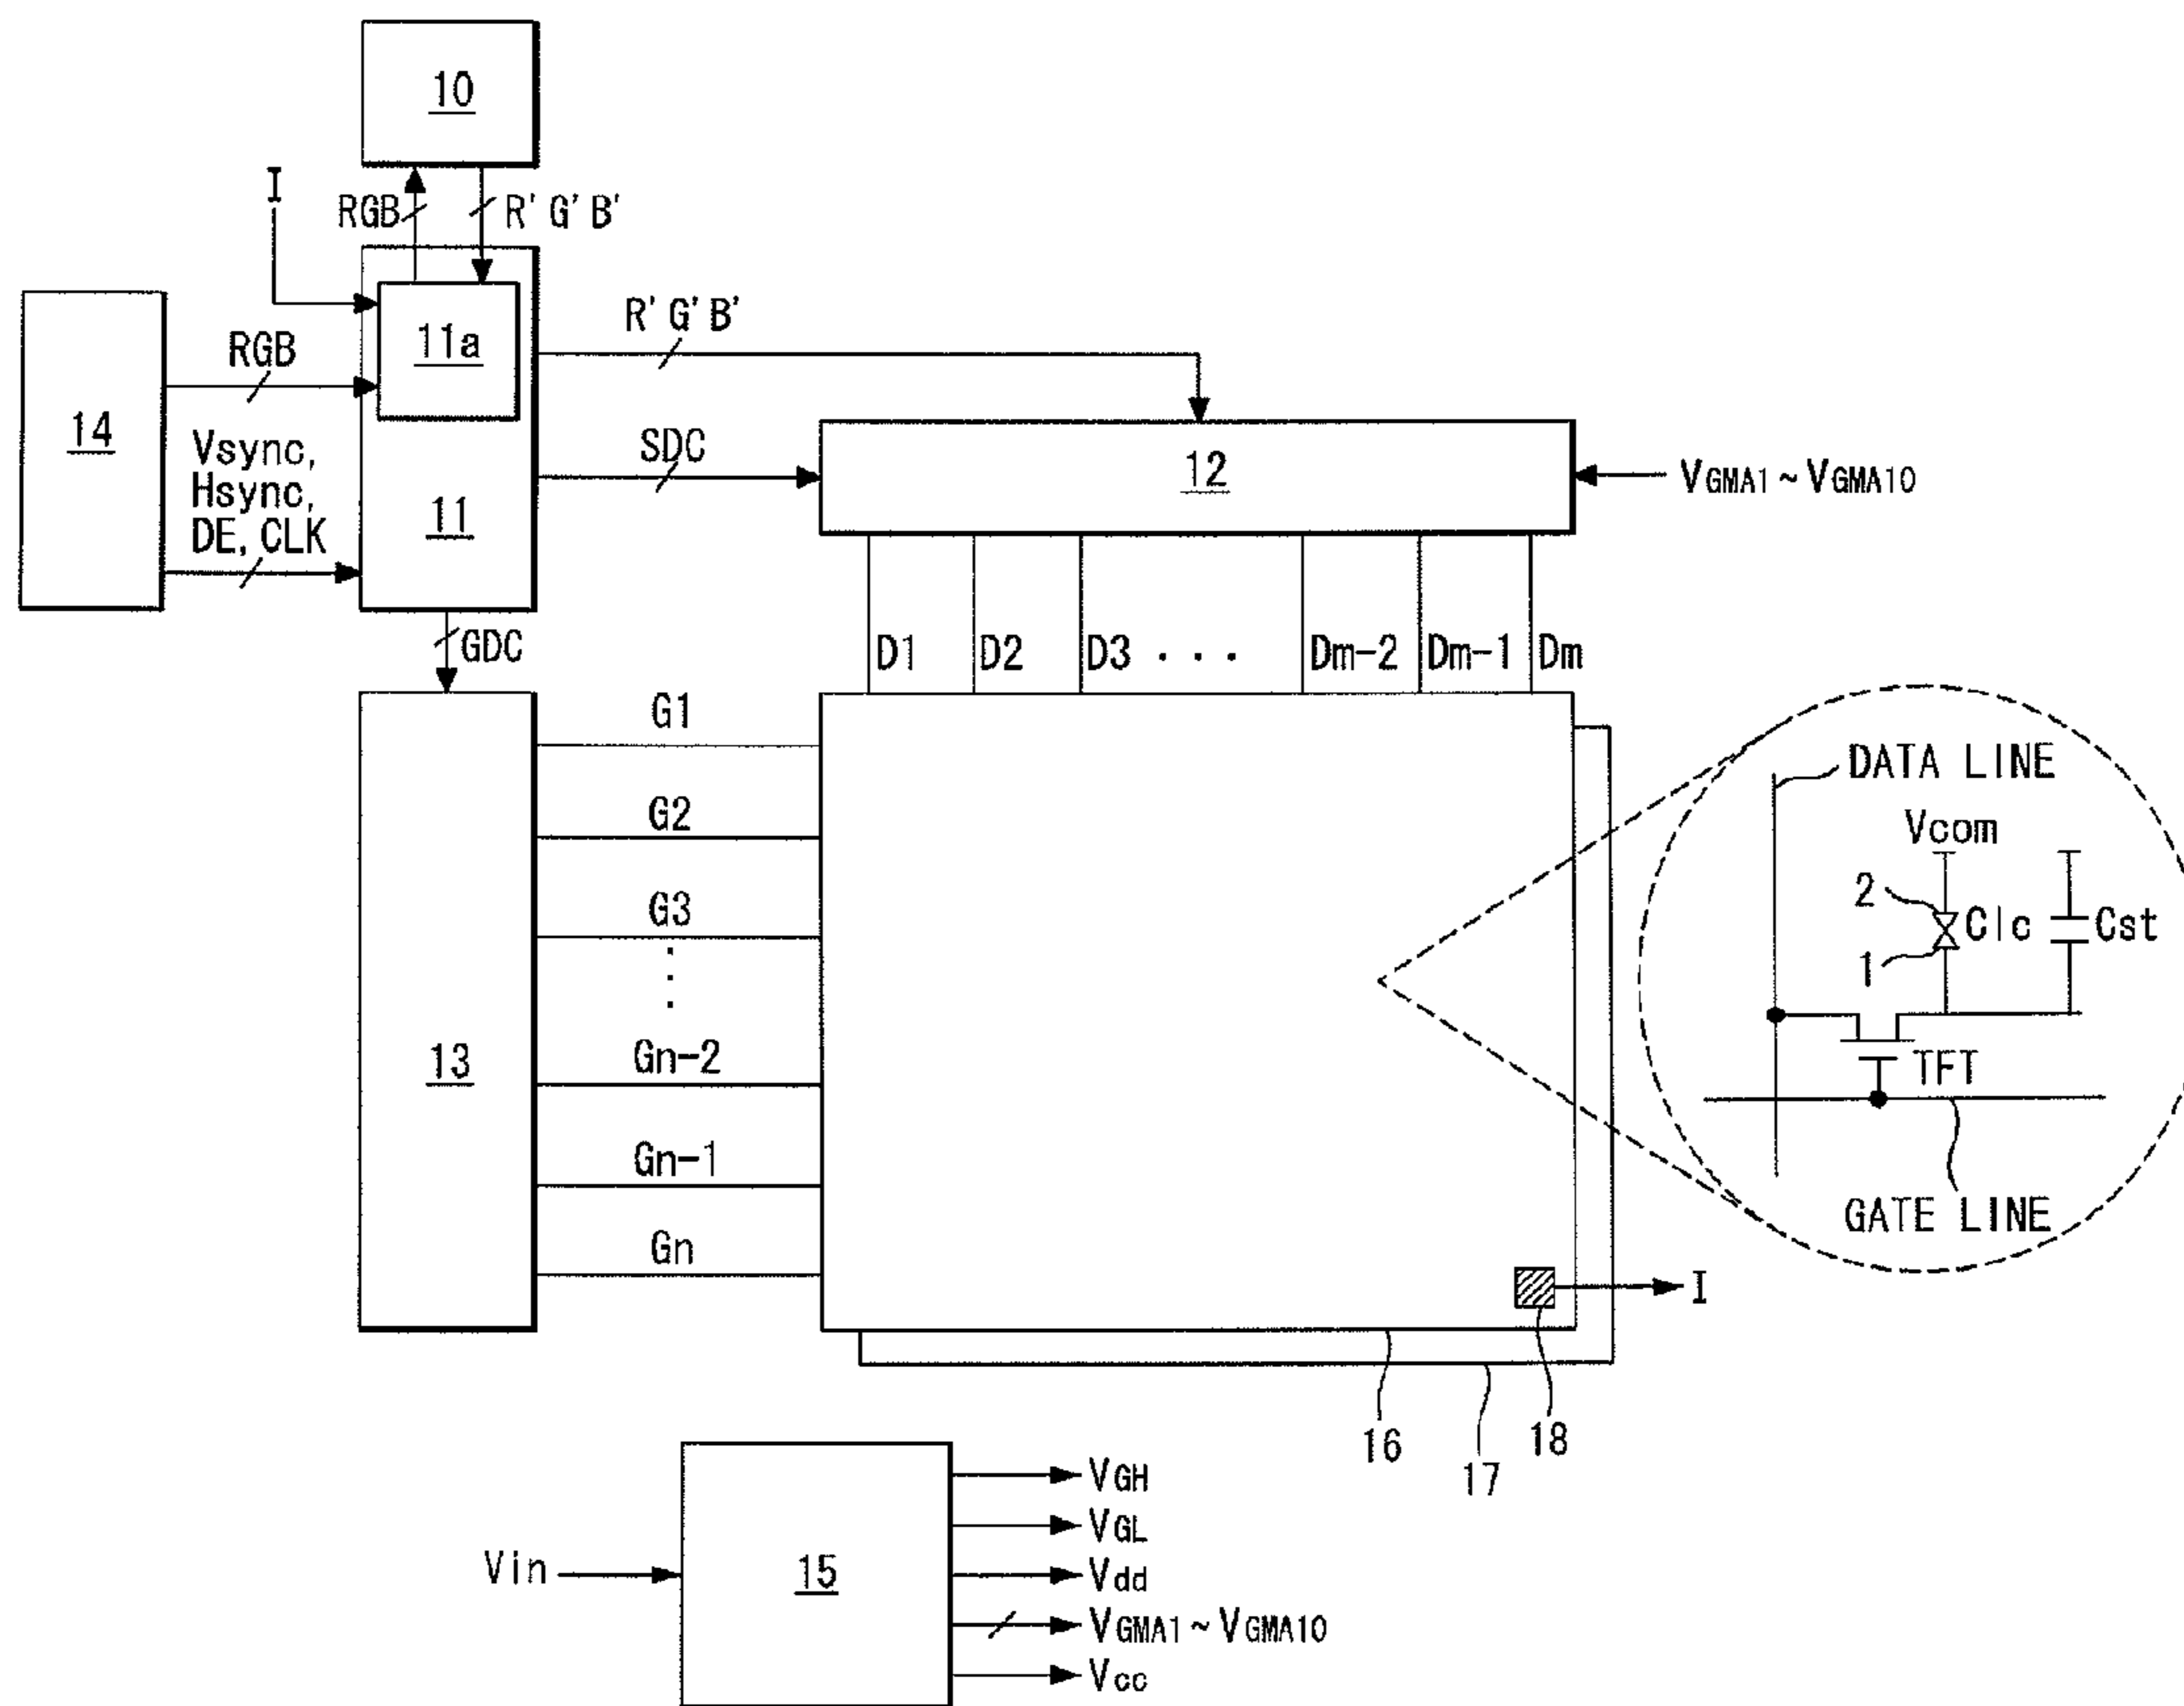 10
I
RGB
R'G'B'
11a
RGB
R'G'B'
14
Vsync,
Hsync,
DE, CLK
11
SDC
12
VGMA1~VGMA10
GDC
D1
D2
D3
...
Dm-2
Dm-1
Dm
13
G1
G2
G3
Gn-2
Gn-1
Gn
DATA LINE
Vcom
2
Clc
Cst
1
TFT
GATE LINE
I
16
17
18
Vin
15
VGH
VGL
Vdd
VGMA1~VGMA10
Vcc